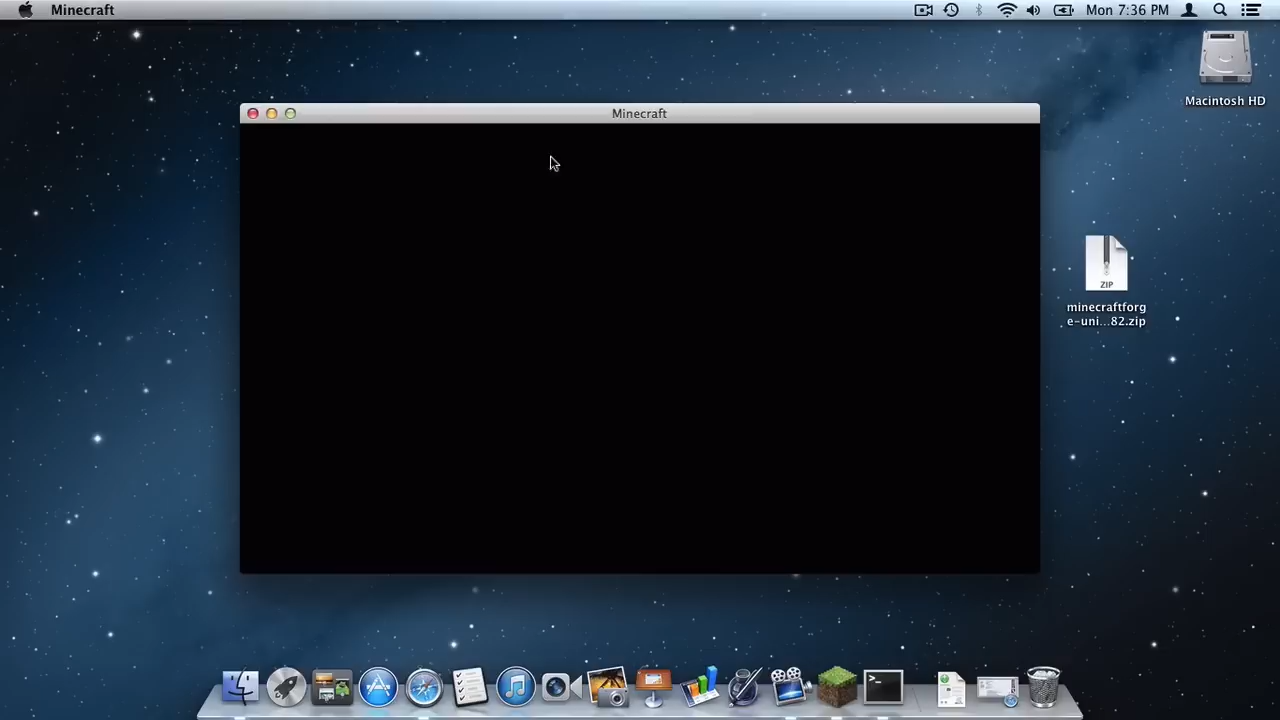 Minecraft
Mon 7:36 PM
Macintosh HD
Minecraft
ZIP
minecraftforg
e-uni...82.zip
>_